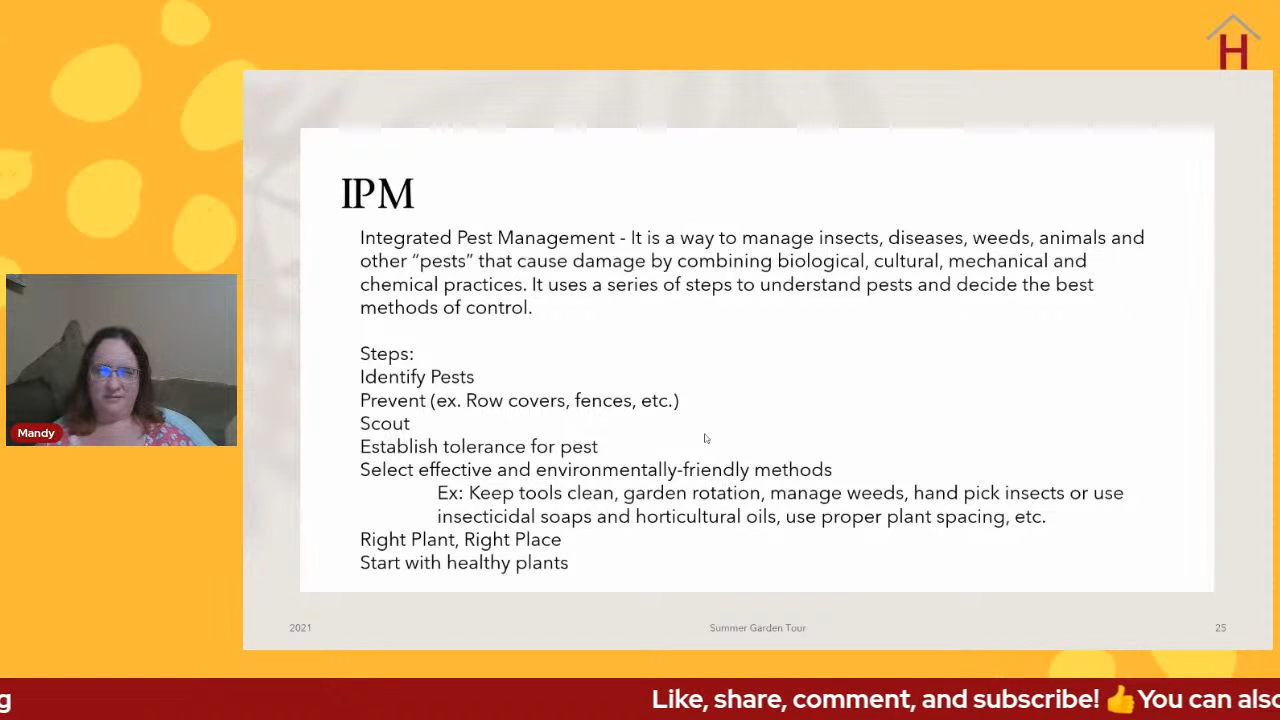 H
IPM
Integrated Pest Management - It is a way to manage insects, diseases, weeds, animals and
other “pests” that cause damage by combining biological, cultural, mechanical and
chemical practices. It uses a series of steps to understand pests and decide the best
methods of control.
Steps:
Identify Pests
Prevent (ex. Row covers, fences, etc.)
Scout
Establish tolerance for pest
Select effective and environmentally-friendly methods
Ex: Keep tools clean, garden rotation, manage weeds, hand pick insects or use
insecticidal soaps and horticultural oils, use proper plant spacing, etc.
Right Plant, Right Place
Start with healthy plants
Mandy
2021 Summer Garden Tour 25
g Like, share, comment, and subscribe! 👍You can also